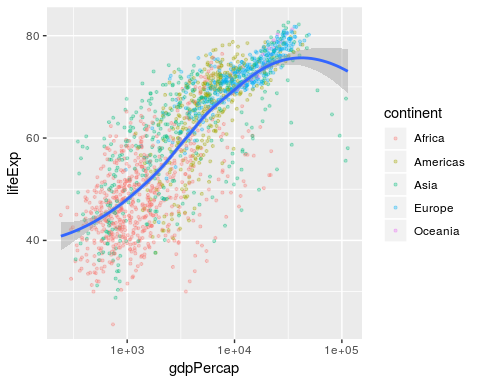 80
60
40
lifeExp
1e+03
1e+04
1e+05
gdpPercap
continent
Africa
Americas
Asia
Europe
Oceania